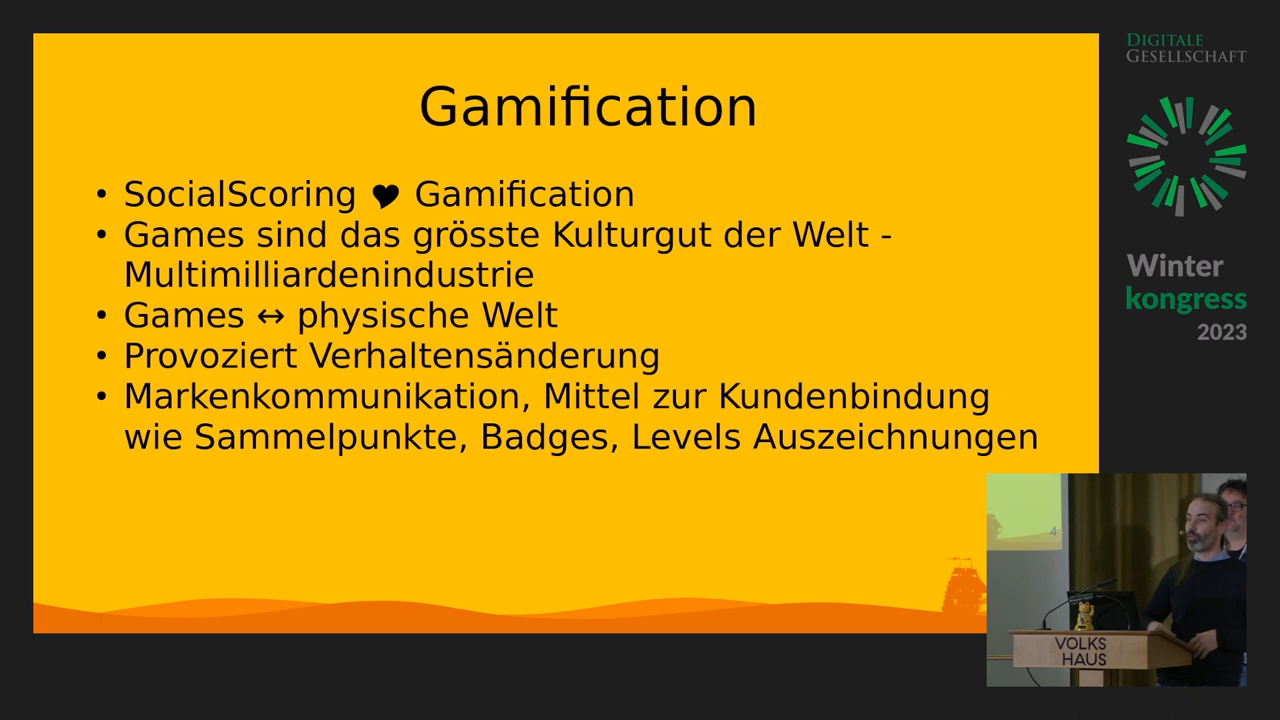 Gamification
• SocialScoring ♥ Gamification
• Games sind das grösste Kulturgut der Welt -
Multimilliardenindustrie
• Games ↔ physische Welt
• Provoziert Verhaltensänderung
• Markenkommunikation, Mittel zur Kundenbindung
wie Sammelpunkte, Badges, Levels Auszeichnungen
DIGITALE
GESELLSCHAFT
Winter
kongress
2023
4
VOLKS
HAUS